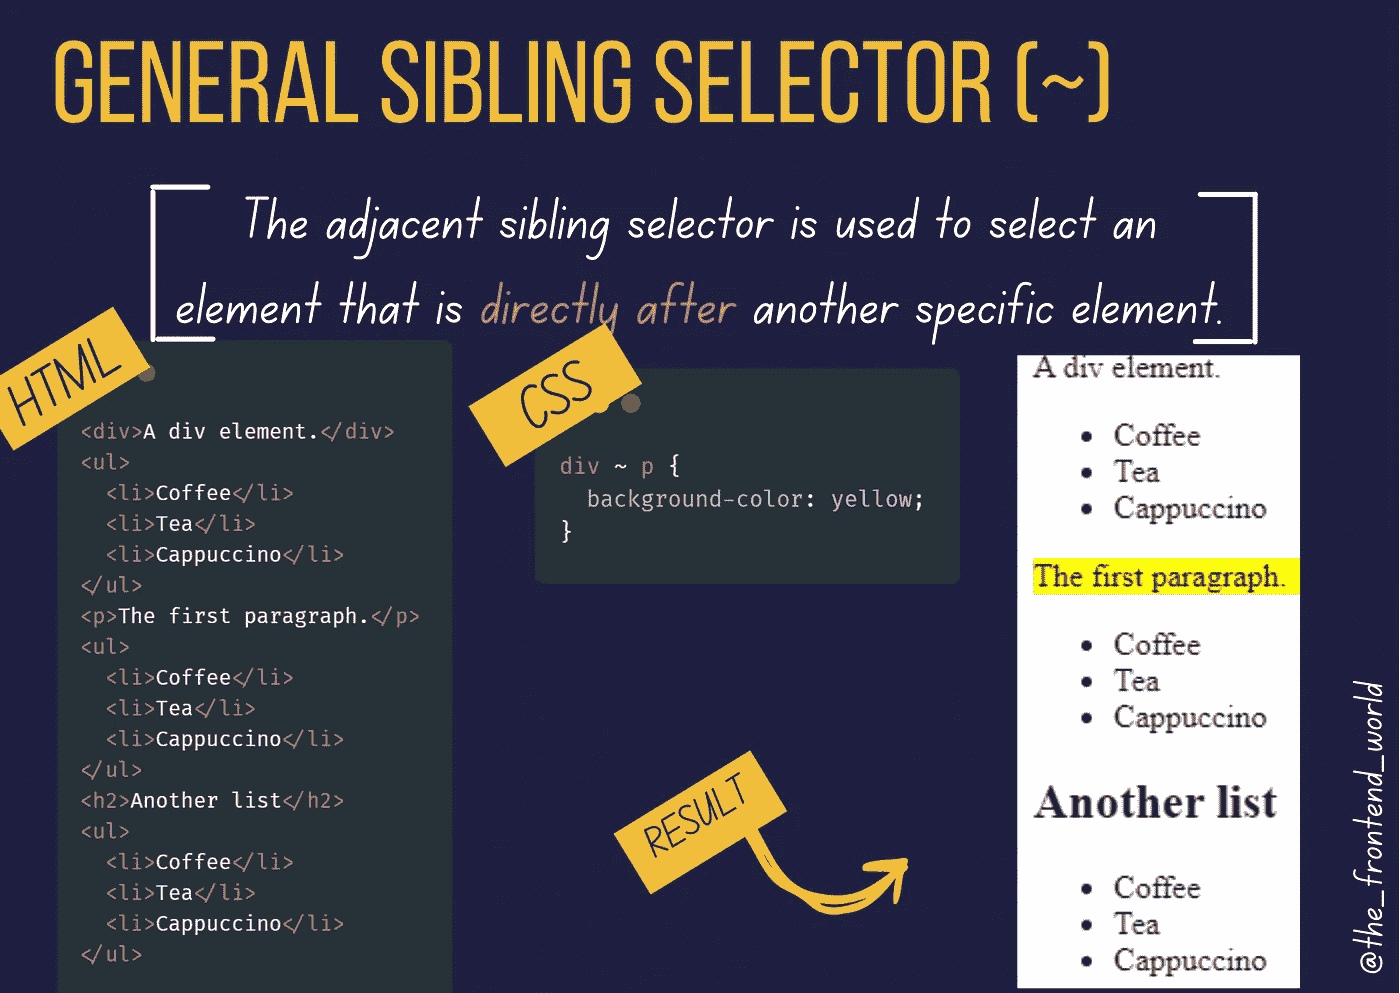 GENERAL SIBLING SELECTOR (~)
The adjacent sibling selector is used to select an
element that is directly after another specific element.
HTML
<div>A div element.</div>
<ul>
  <li>Coffee</li>
  <li>Tea</li>
  <li>Cappuccino</li>
</ul>
<p>The first paragraph.</p>
<ul>
  <li>Coffee</li>
  <li>Tea</li>
  <li>Cappuccino</li>
</ul>
<h2>Another list</h2>
<ul>
  <li>Coffee</li>
  <li>Tea</li>
  <li>Cappuccino</li>
</ul>
CSS
div ~ p {
  background-color: yellow;
}
RESULT
A div element.
• Coffee
• Tea
• Cappuccino
The first paragraph.
• Coffee
• Tea
• Cappuccino
Another list
• Coffee
• Tea
• Cappuccino
@the_frontend_world